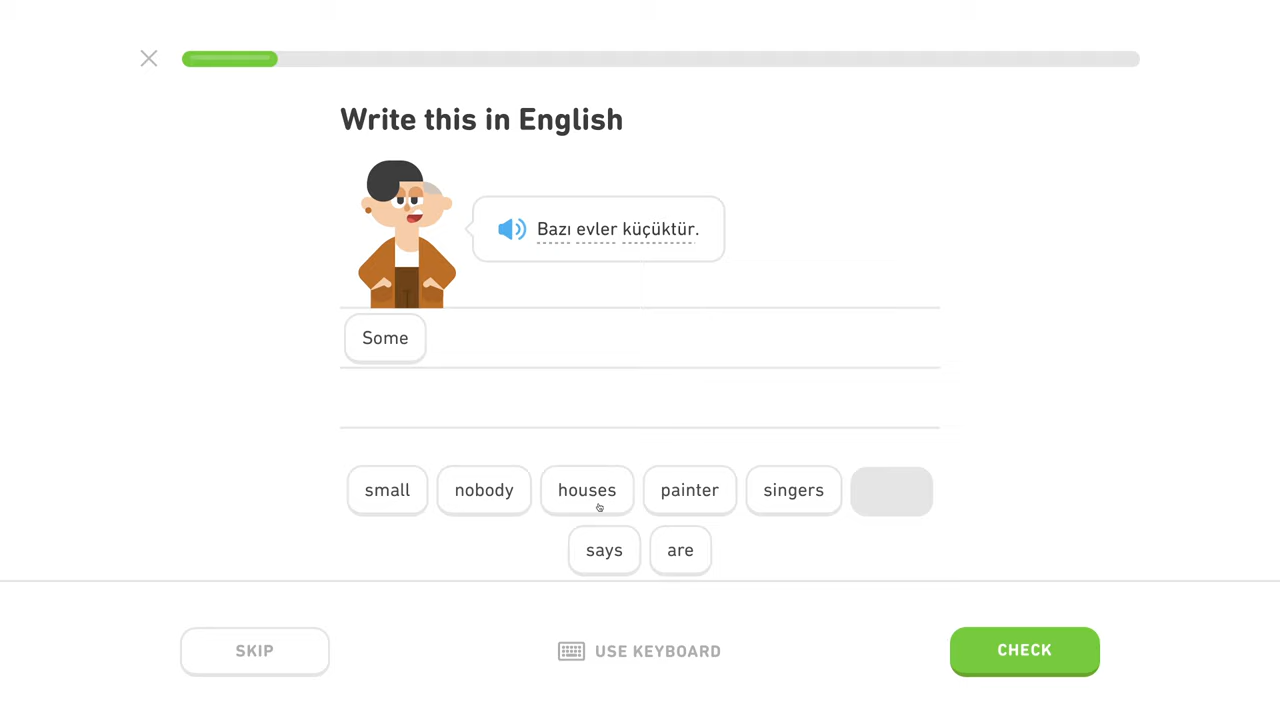 Write this in English
Bazı evler küçüktür.
Some
small nobody houses painter singers
says are
SKIP USE KEYBOARD CHECK